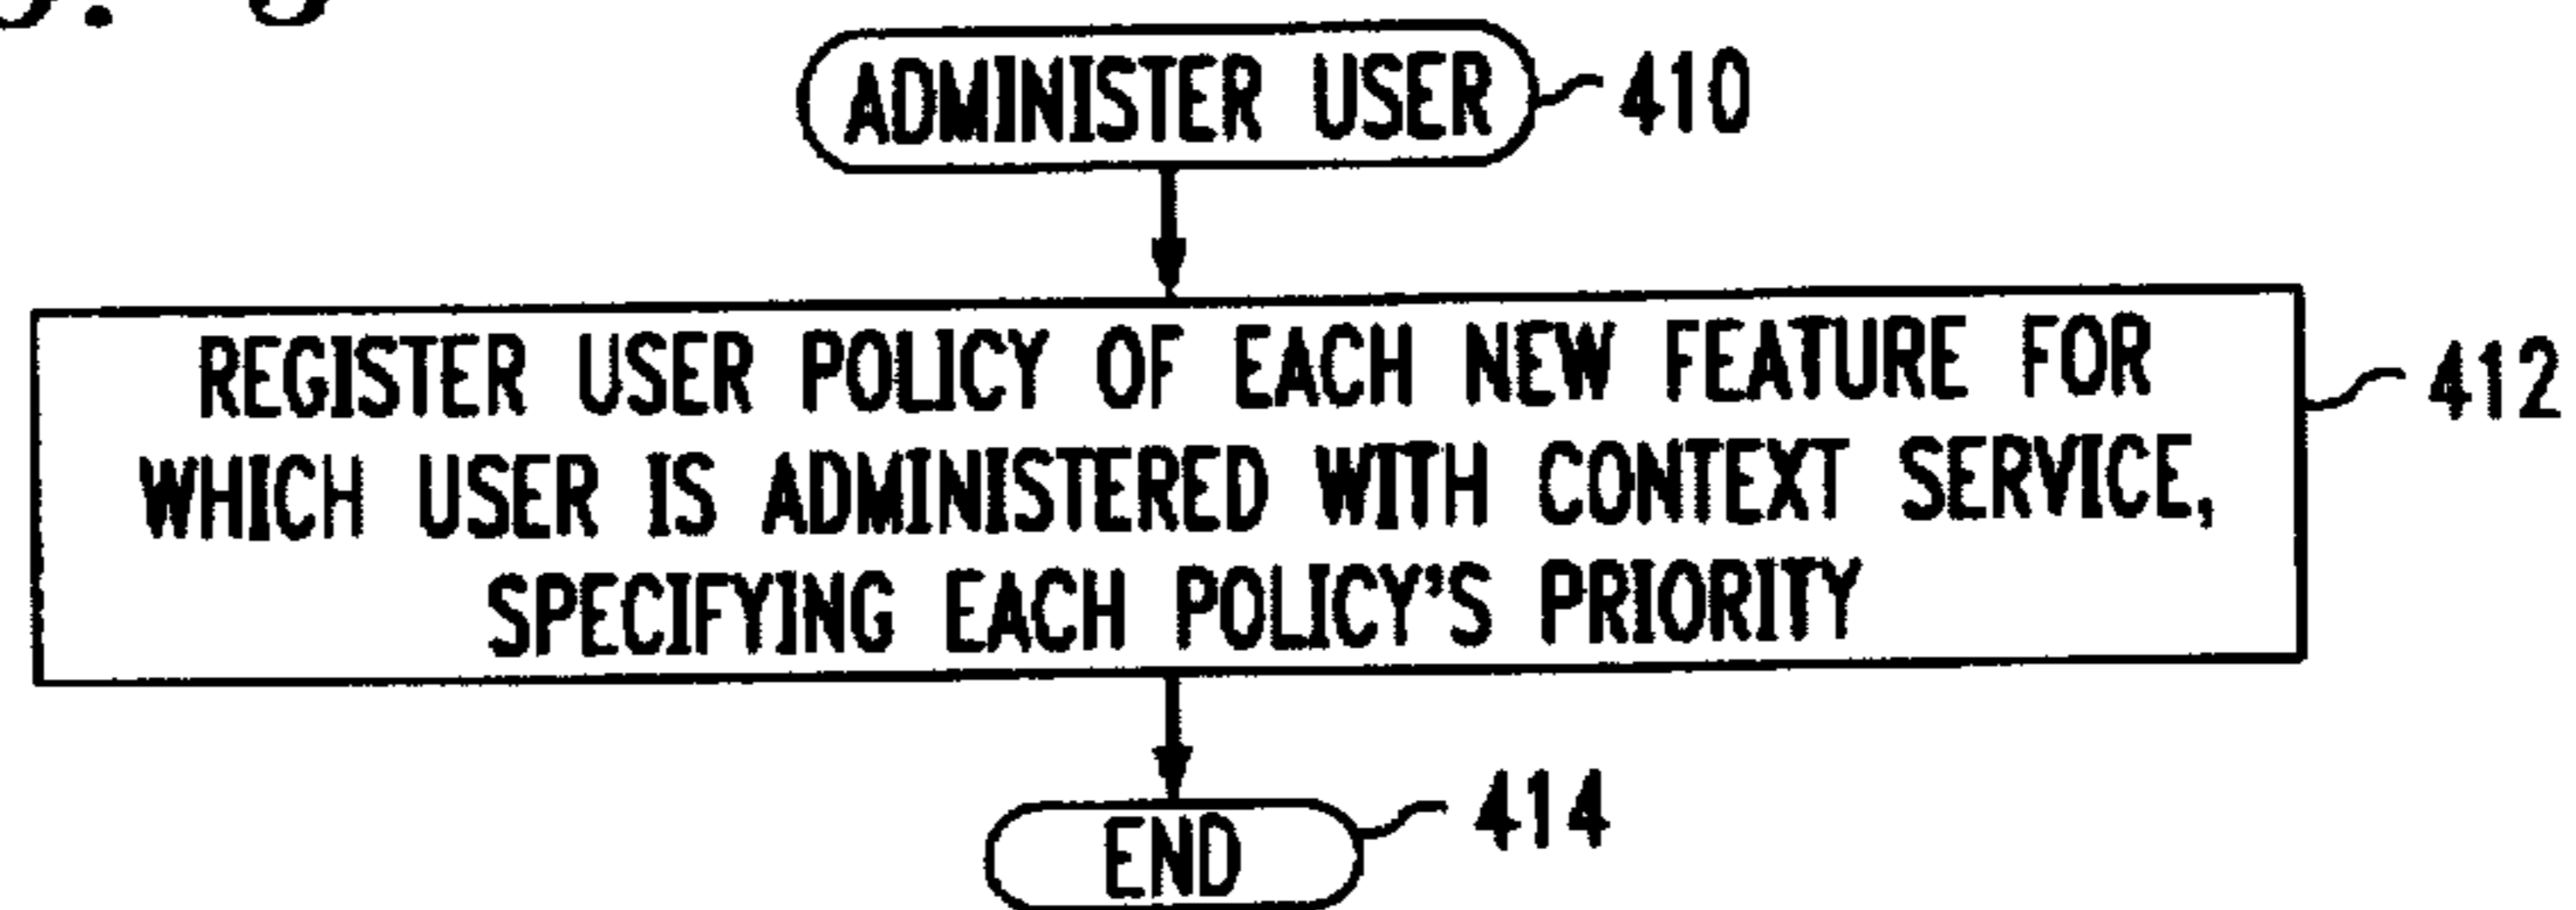 ADMINISTER USER 410
REGISTER USER POLICY OF EACH NEW FEATURE FOR
WHICH USER IS ADMINISTERED WITH CONTEXT SERVICE,
SPECIFYING EACH POLICY'S PRIORITY
412
END 414